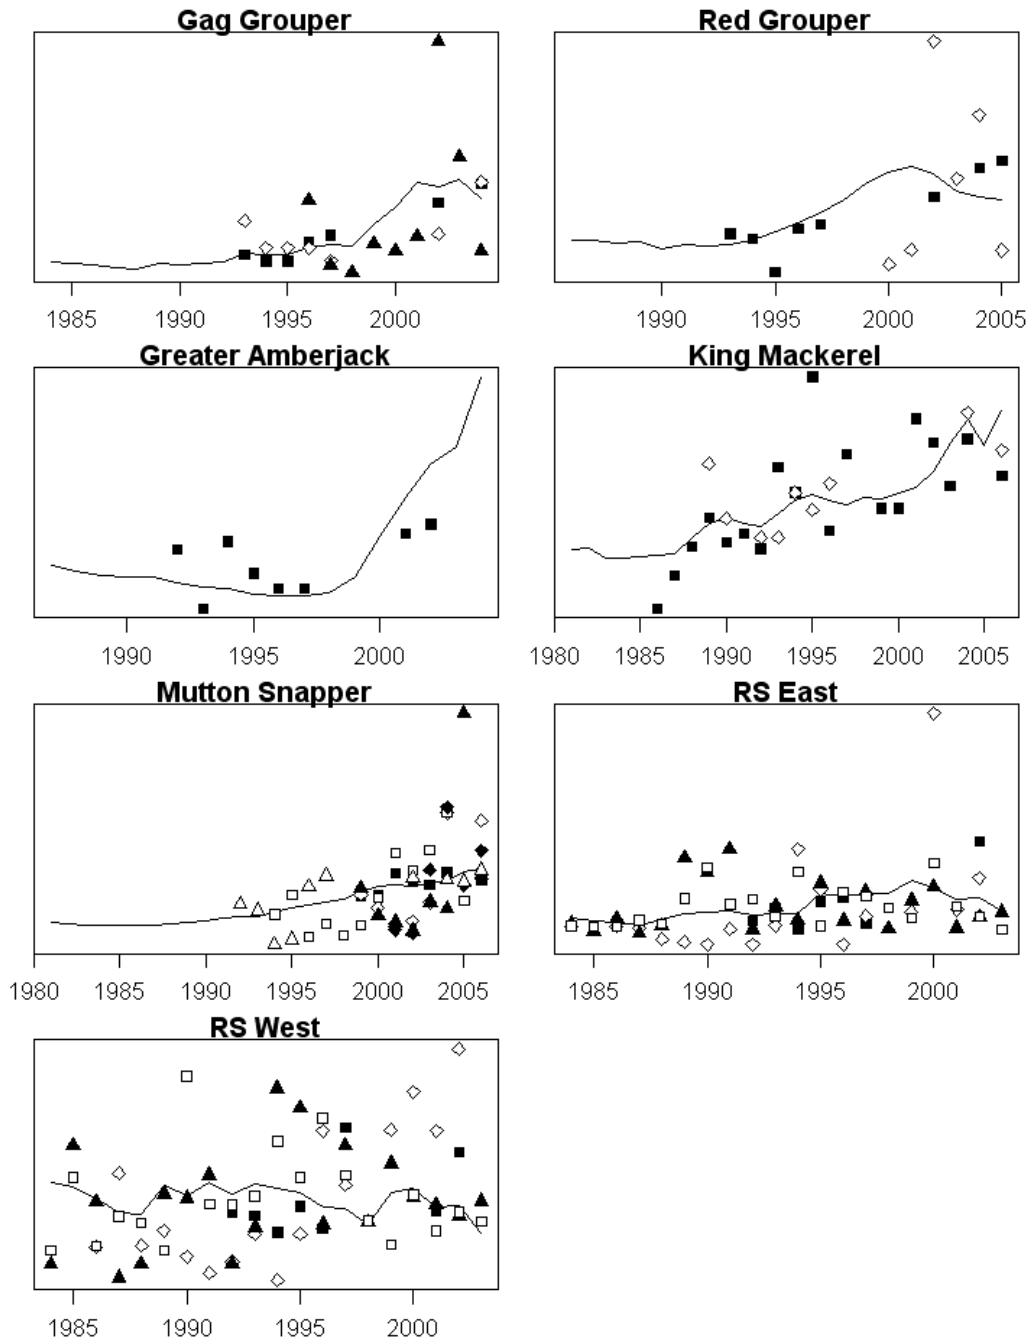 Gag Grouper Red Grouper
1985 1990 1995 2000 1990 1995 2000 2005
Greater Amberjack King Mackerel
1990 1995 2000 1980 1985 1990 1995 2000 2005
Mutton Snapper RS East
1980 1985 1990 1995 2000 2005 1985 1990 1995 2000
RS West
1985 1990 1995 2000